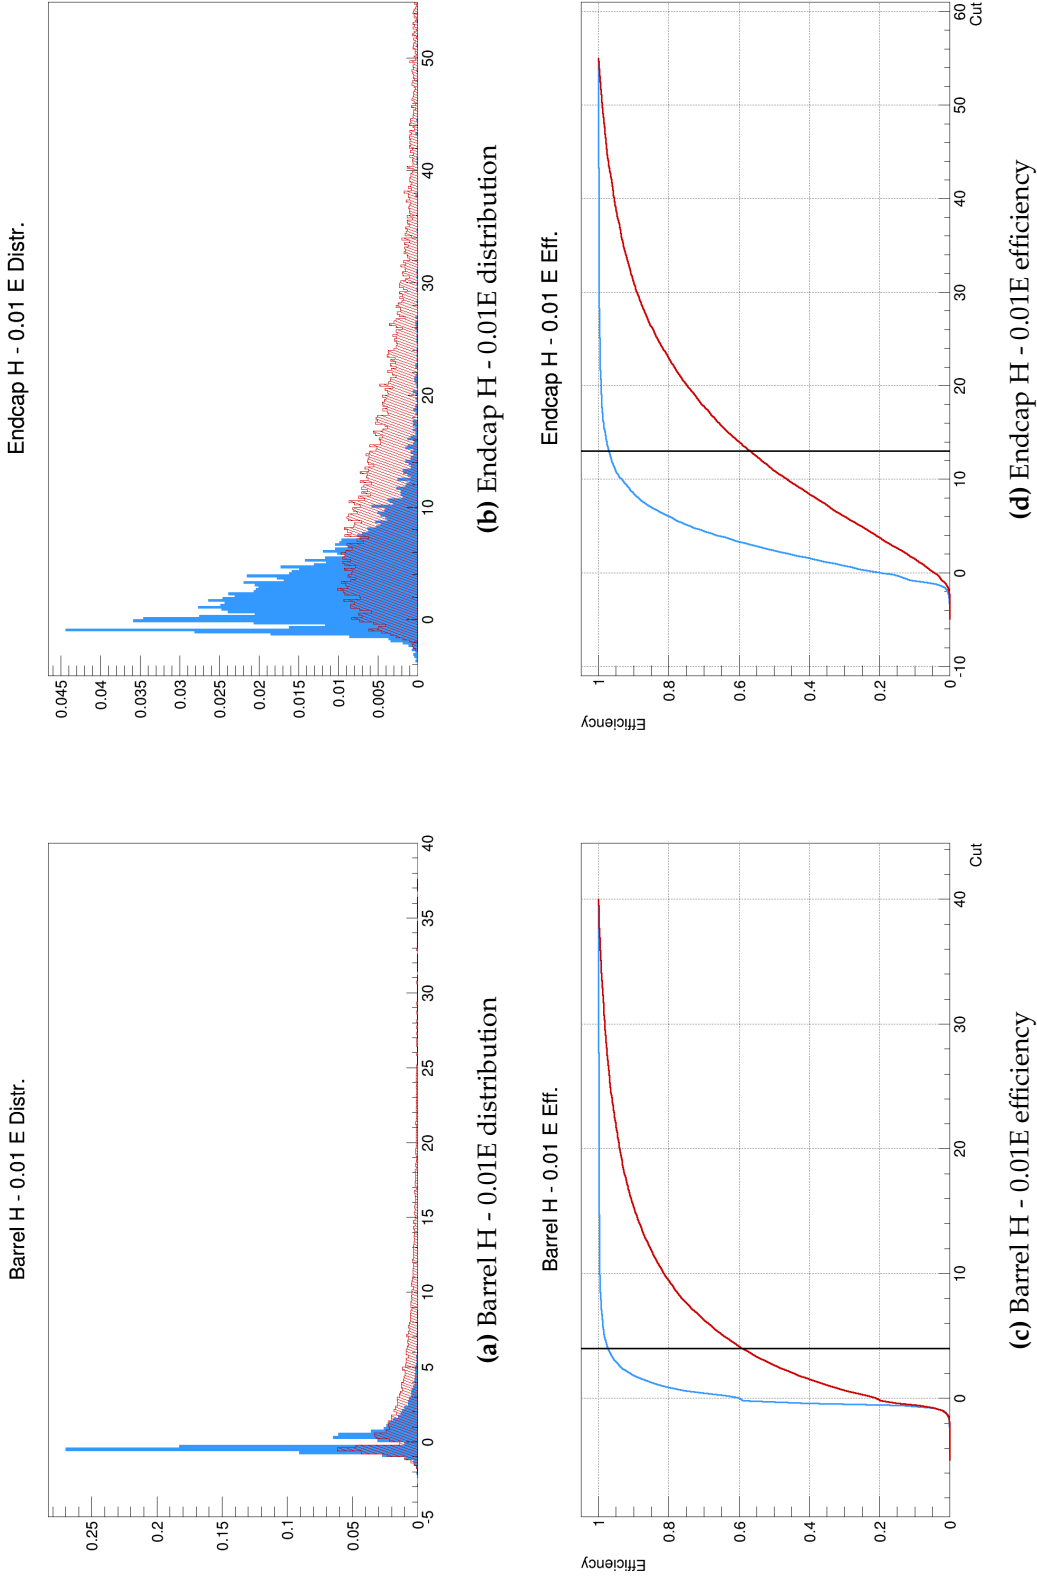 Barrel H - 0.01 E Distr.
0.25
0.2
0.15
0.1
0.05
0
-5 0 5 10 15 20 25 30 35 40
(a) Barrel H - 0.01E distribution
Endcap H - 0.01 E Distr.
0.045
0.04
0.035
0.03
0.025
0.02
0.015
0.01
0.005
0
0 10 20 30 40 50
(b) Endcap H - 0.01E distribution
Barrel H - 0.01 E Eff.
Efficiency
1
0.8
0.6
0.4
0.2
0
0 10 20 30 40
Cut
(c) Barrel H - 0.01E efficiency
Endcap H - 0.01 E Eff.
Efficiency
1
0.8
0.6
0.4
0.2
0
-10 0 10 20 30 40 50 60
Cut
(d) Endcap H - 0.01E efficiency